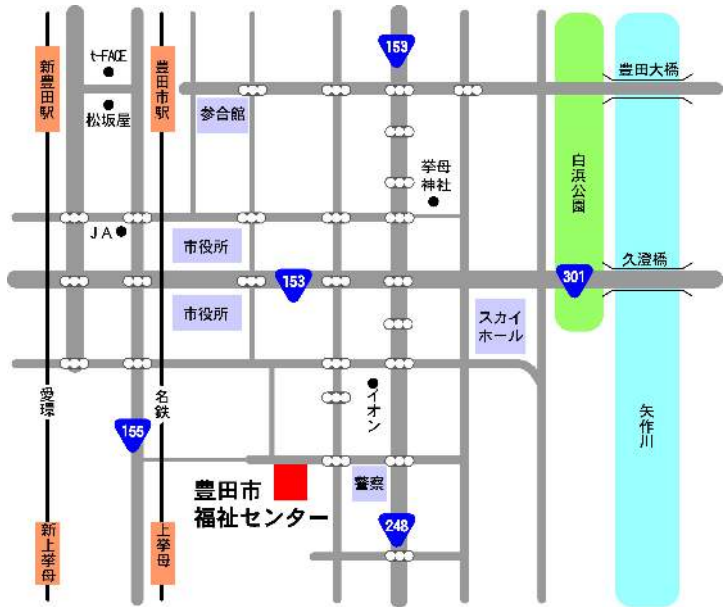 153
t-FACE
新豊田駅
豊田市駅
豊田大橋
松坂屋
参合館
挙母
神社
白浜公園
JA
市役所
久澄橋
153
301
市役所
スカイ
ホール
愛環
名鉄
イオン
矢作川
155
豊田市
福祉センター
警察
248
新上挙母
上挙母